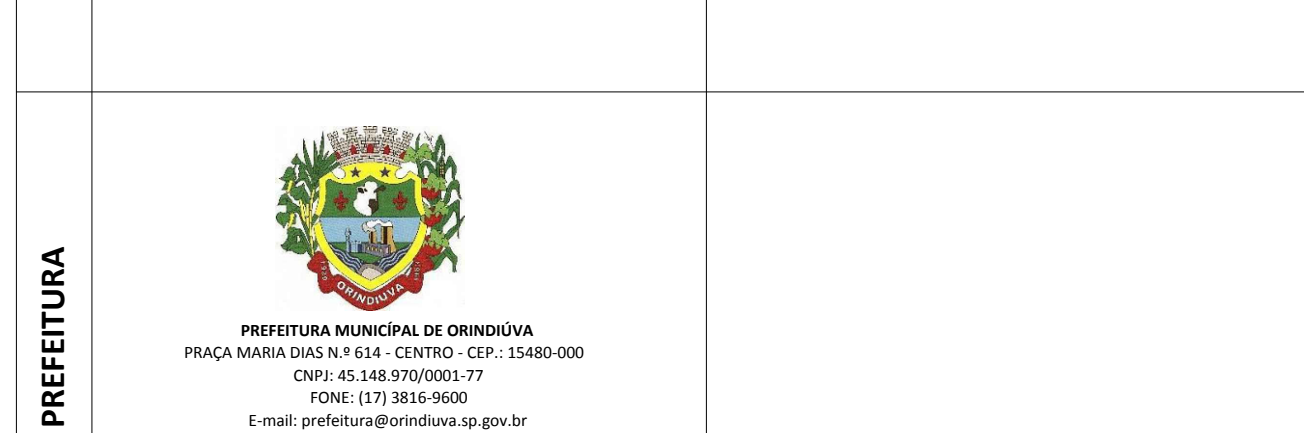 PREFEITURA
ORINDIUVA
PREFEITURA MUNICÍPAL DE ORINDIÚVA
PRAÇA MARIA DIAS N.º 614 - CENTRO - CEP.: 15480-000
CNPJ: 45.148.970/0001-77
FONE: (17) 3816-9600
E-mail: prefeitura@orindiuva.sp.gov.br